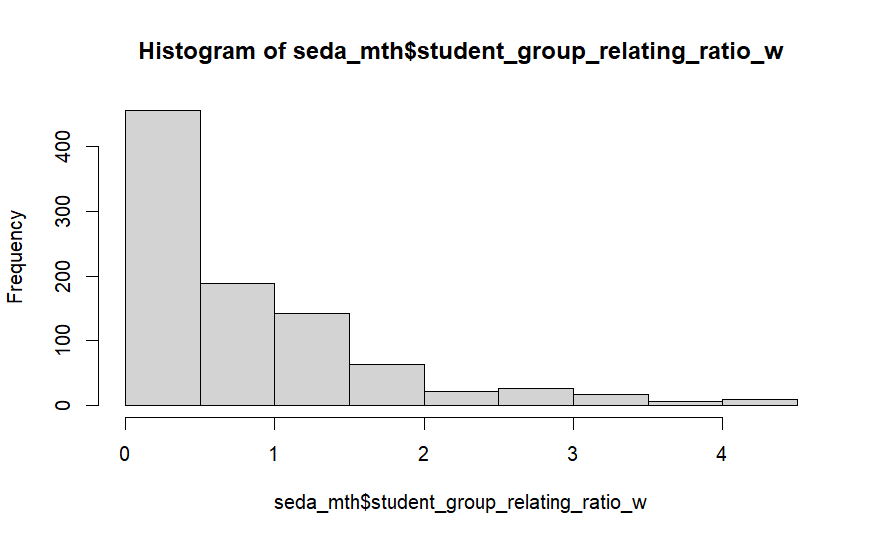 Histogram of seda_mth$student_group_relating_ratio_w
Frequency
400
300
200
100
0
0 1 2 3 4
seda_mth$student_group_relating_ratio_w